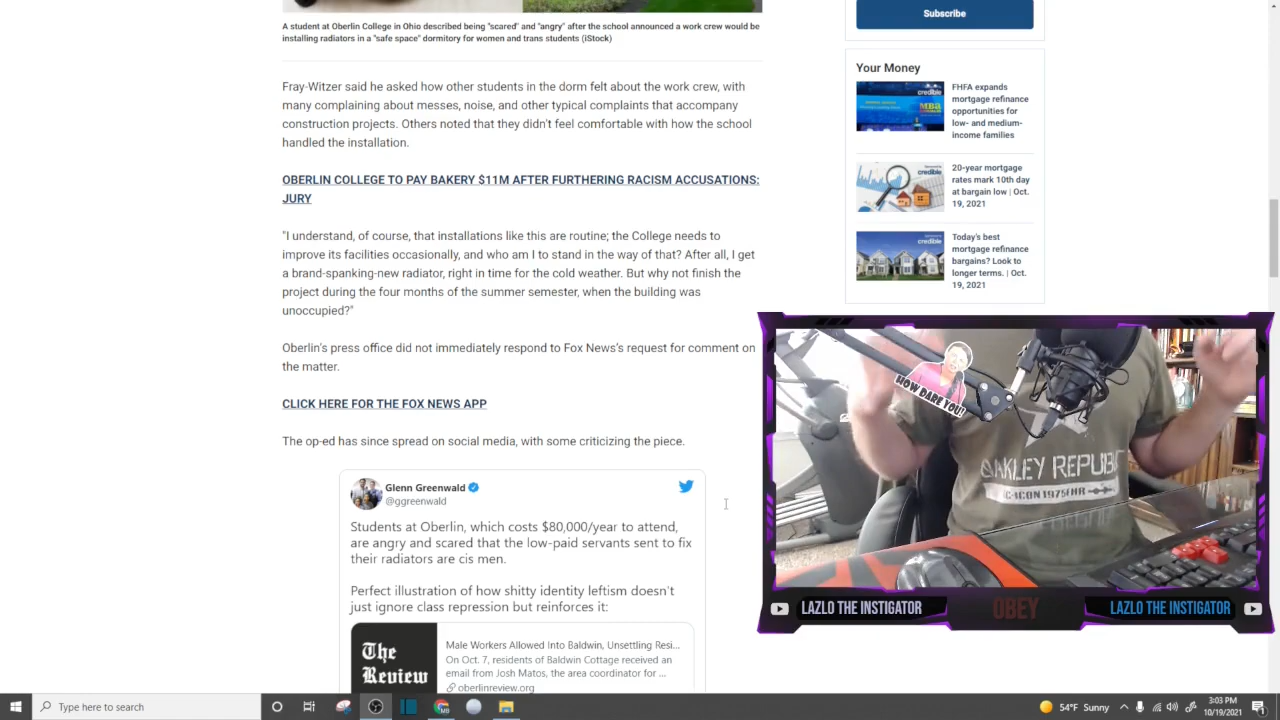 A student at Oberlin College in Ohio described being "scared" and "angry" after the school announced a work crew would be
installing radiators in a "safe space" dormitory for women and trans students (iStock)
Fray-Witzer said he asked how other students in the dorm felt about the work crew, with
many complaining about messes, noise, and other typical complaints that accompany
construction projects. Others noted that they didn't feel comfortable with how the school
handled the installation.
OBERLIN COLLEGE TO PAY BAKERY $11M AFTER FURTHERING RACISM ACCUSATIONS:
JURY
"I understand, of course, that installations like this are routine; the College needs to
improve its facilities occasionally, and who am I to stand in the way of that? After all, I get
a brand-spanking-new radiator, right in time for the cold weather. But why not finish the
project during the four months of the summer semester, when the building was
unoccupied?"
Oberlin's press office did not immediately respond to Fox News's request for comment on
the matter.
CLICK HERE FOR THE FOX NEWS APP
The op-ed has since spread on social media, with some criticizing the piece.
Glenn Greenwald
@ggreenwald
Students at Oberlin, which costs $80,000/year to attend,
are angry and scared that the low-paid servants sent to fix
their radiators are cis men.
Perfect illustration of how shitty identity leftism doesn't
just ignore class repression but reinforces it:
The
Review
Male Workers Allowed Into Baldwin, Unsettling Resi...
On Oct. 7, residents of Baldwin Cottage received an
email from Josh Matos, the area coordinator for ...
oberlinreview.org
Subscribe
Your Money
credible
MBA
FHFA expands
mortgage refinance
opportunities for
low- and medium-
income families
credible
20-year mortgage
rates mark 10th day
at bargain low | Oct.
19, 2021
credible
Today's best
mortgage refinance
bargains? Look to
longer terms. | Oct.
19, 2021
HOW DARE YOU!
OAKLEY REPUBLIC
LAZLO THE INSTIGATOR
OBEY
LAZLO THE INSTIGATOR
Type here to search
54°F Sunny
3:03 PM
10/19/2021